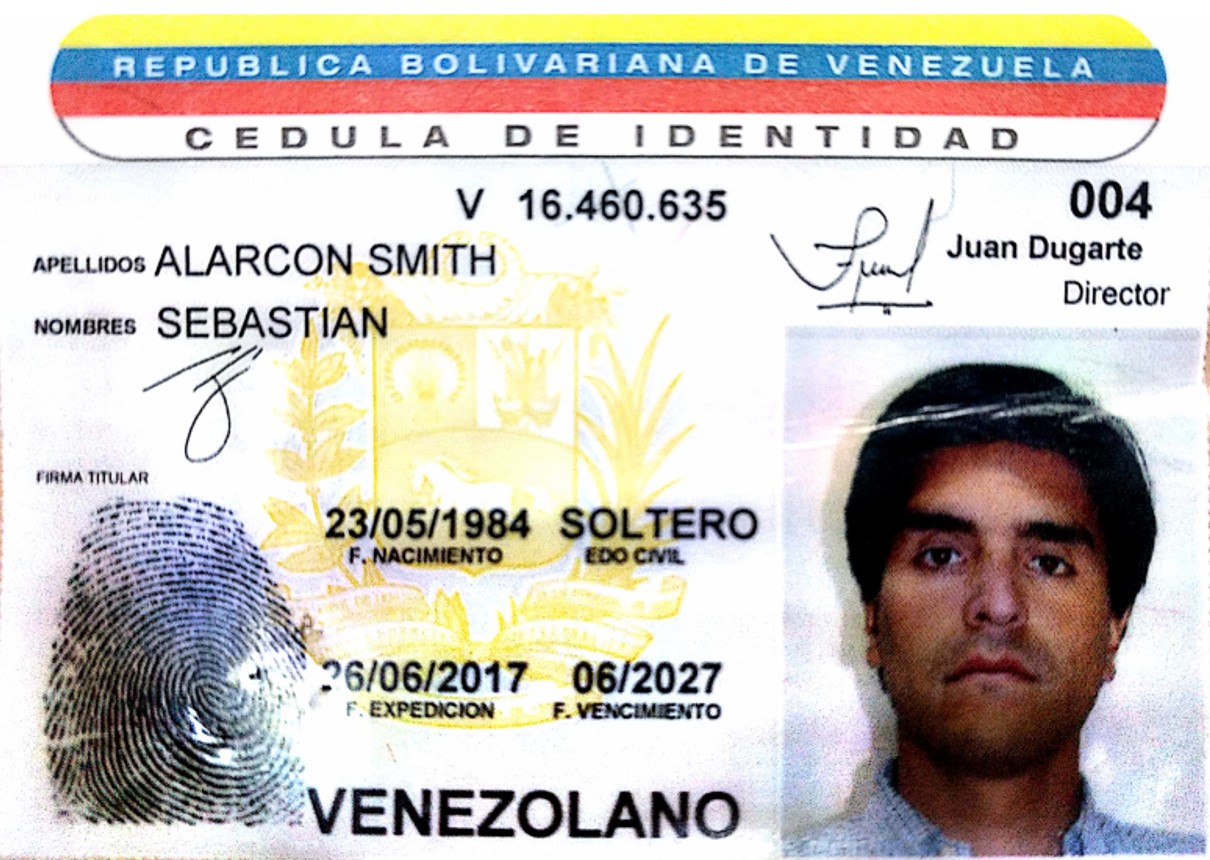 REPUBLICA BOLIVARIANA DE VENEZUELA
CEDULA DE IDENTIDAD
V 16.460.635
004
Juan Dugarte
Director
APELLIDOS ALARCON SMITH
NOMBRES SEBASTIAN
FIRMA TITULAR
23/05/1984 SOLTERO
F. NACIMIENTO EDO CIVIL
26/06/2017 06/2027
F. EXPEDICION F. VENCIMIENTO
VENEZOLANO